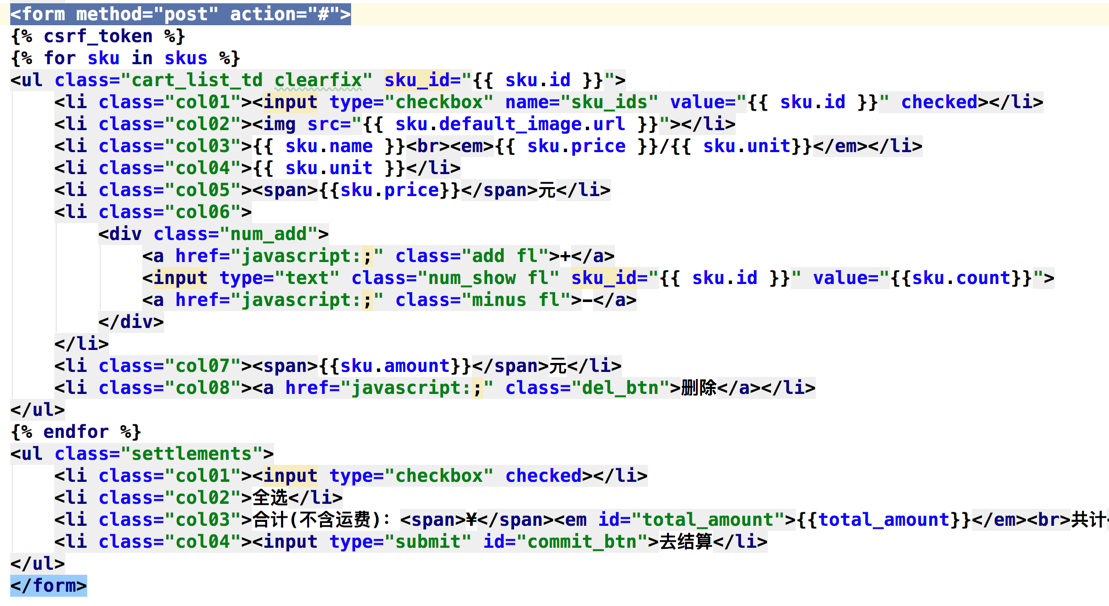 <form method="post" action="#">
{% csrf_token %}
{% for sku in skus %}
<ul class="cart_list_td clearfix" sku_id="{{ sku.id }}">
    <li class="col01"><input type="checkbox" name="sku_ids" value="{{ sku.id }}" checked></li>
    <li class="col02"><img src="{{ sku.default_image.url }}"></li>
    <li class="col03">{{ sku.name }}<br><em>{{ sku.price }}/{{ sku.unit}}</em></li>
    <li class="col04">{{ sku.unit }}</li>
    <li class="col05"><span>{{sku.price}}</span>元</li>
    <li class="col06">
        <div class="num_add">
            <a href="javascript:;" class="add fl">+</a>
            <input type="text" class="num_show fl" sku_id="{{ sku.id }}" value="{{sku.count}}">
            <a href="javascript:;" class="minus fl">-</a>
        </div>
    </li>
    <li class="col07"><span>{{sku.amount}}</span>元</li>
    <li class="col08"><a href="javascript:;" class="del_btn">删除</a></li>
</ul>
{% endfor %}
<ul class="settlements">
    <li class="col01"><input type="checkbox" checked></li>
    <li class="col02">全选</li>
    <li class="col03">合计(不含运费)：<span>¥</span><em id="total_amount">{{total_amount}}</em><br>共计
    <li class="col04"><input type="submit" id="commit_btn">去结算</li>
</ul>
</form>